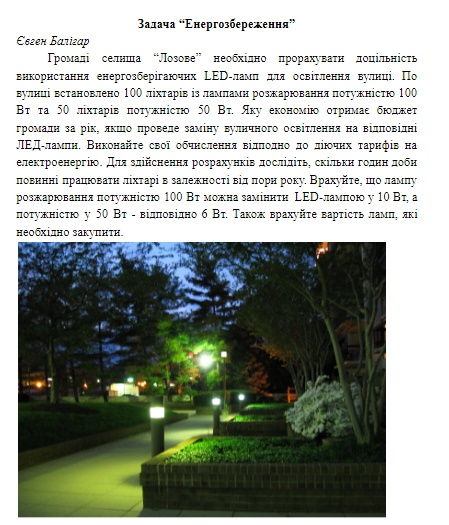 Задача “Енергозбереження”
Євген Балігар
Громаді селища “Лозове” необхідно прорахувати доцільність
використання енергозберігаючих LED-ламп для освітлення вулиці. По
вулиці встановлено 100 ліхтарів із лампами розжарювання потужністю 100
Вт та 50 ліхтарів потужністю 50 Вт. Яку економію отримає бюджет
громади за рік, якщо проведе заміну вуличного освітлення на відповідні
ЛЕД-лампи. Виконайте свої обчислення відподно до діючих тарифів на
електроенергію. Для здійснення розрахунків дослідіть, скільки годин доби
повинні працювати ліхтарі в залежності від пори року. Врахуйте, що лампу
розжарювання потужністю 100 Вт можна замінити LED-лампою у 10 Вт, а
потужністю у 50 Вт - відповідно 6 Вт. Також врахуйте вартість ламп, які
необхідно закупити.